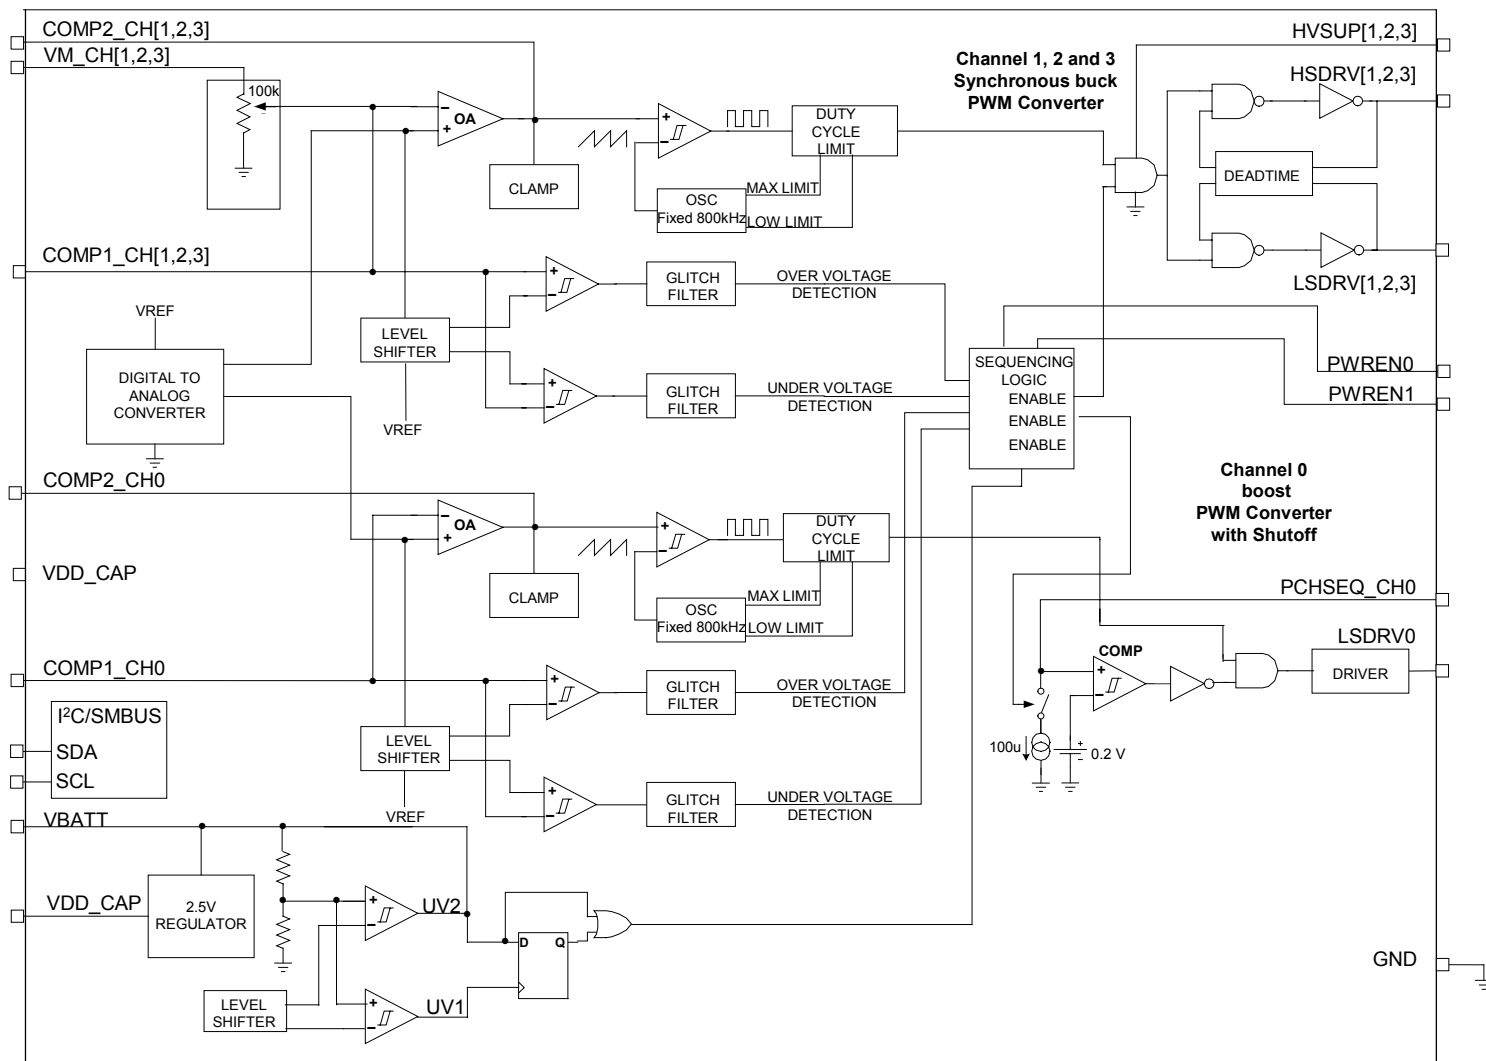 COMP2_CH[1,2,3]
VM_CH[1,2,3]
100k
-
+
OA
CLAMP
+
-
DUTY
CYCLE
LIMIT
OSC
Fixed 800kHz
MAX LIMIT
LOW LIMIT
Channel 1, 2 and 3
Synchronous buck
PWM Converter
HVSUP[1,2,3]
HSDRV[1,2,3]
DEADTIME
LSDRV[1,2,3]
COMP1_CH[1,2,3]
+
-
GLITCH
FILTER
OVER VOLTAGE
DETECTION
VREF
LEVEL
SHIFTER
DIGITAL TO
ANALOG
CONVERTER
VREF
+
-
GLITCH
FILTER
UNDER VOLTAGE
DETECTION
SEQUENCING
LOGIC
ENABLE
ENABLE
ENABLE
PWREN0
PWREN1
COMP2_CH0
-
+
OA
CLAMP
+
-
DUTY
CYCLE
LIMIT
OSC
Fixed 800kHz
MAX LIMIT
LOW LIMIT
Channel 0
boost
PWM Converter
with Shutoff
VDD_CAP
PCHSEQ_CH0
LSDRV0
COMP
+
-
DRIVER
100u
+
-
0.2 V
COMP1_CH0
+
-
GLITCH
FILTER
OVER VOLTAGE
DETECTION
I²C/SMBUS
SDA
SCL
LEVEL
SHIFTER
VREF
+
-
GLITCH
FILTER
UNDER VOLTAGE
DETECTION
VBATT
VDD_CAP
2.5V
REGULATOR
+
-
UV2
D
Q
LEVEL
SHIFTER
+
-
UV1
GND